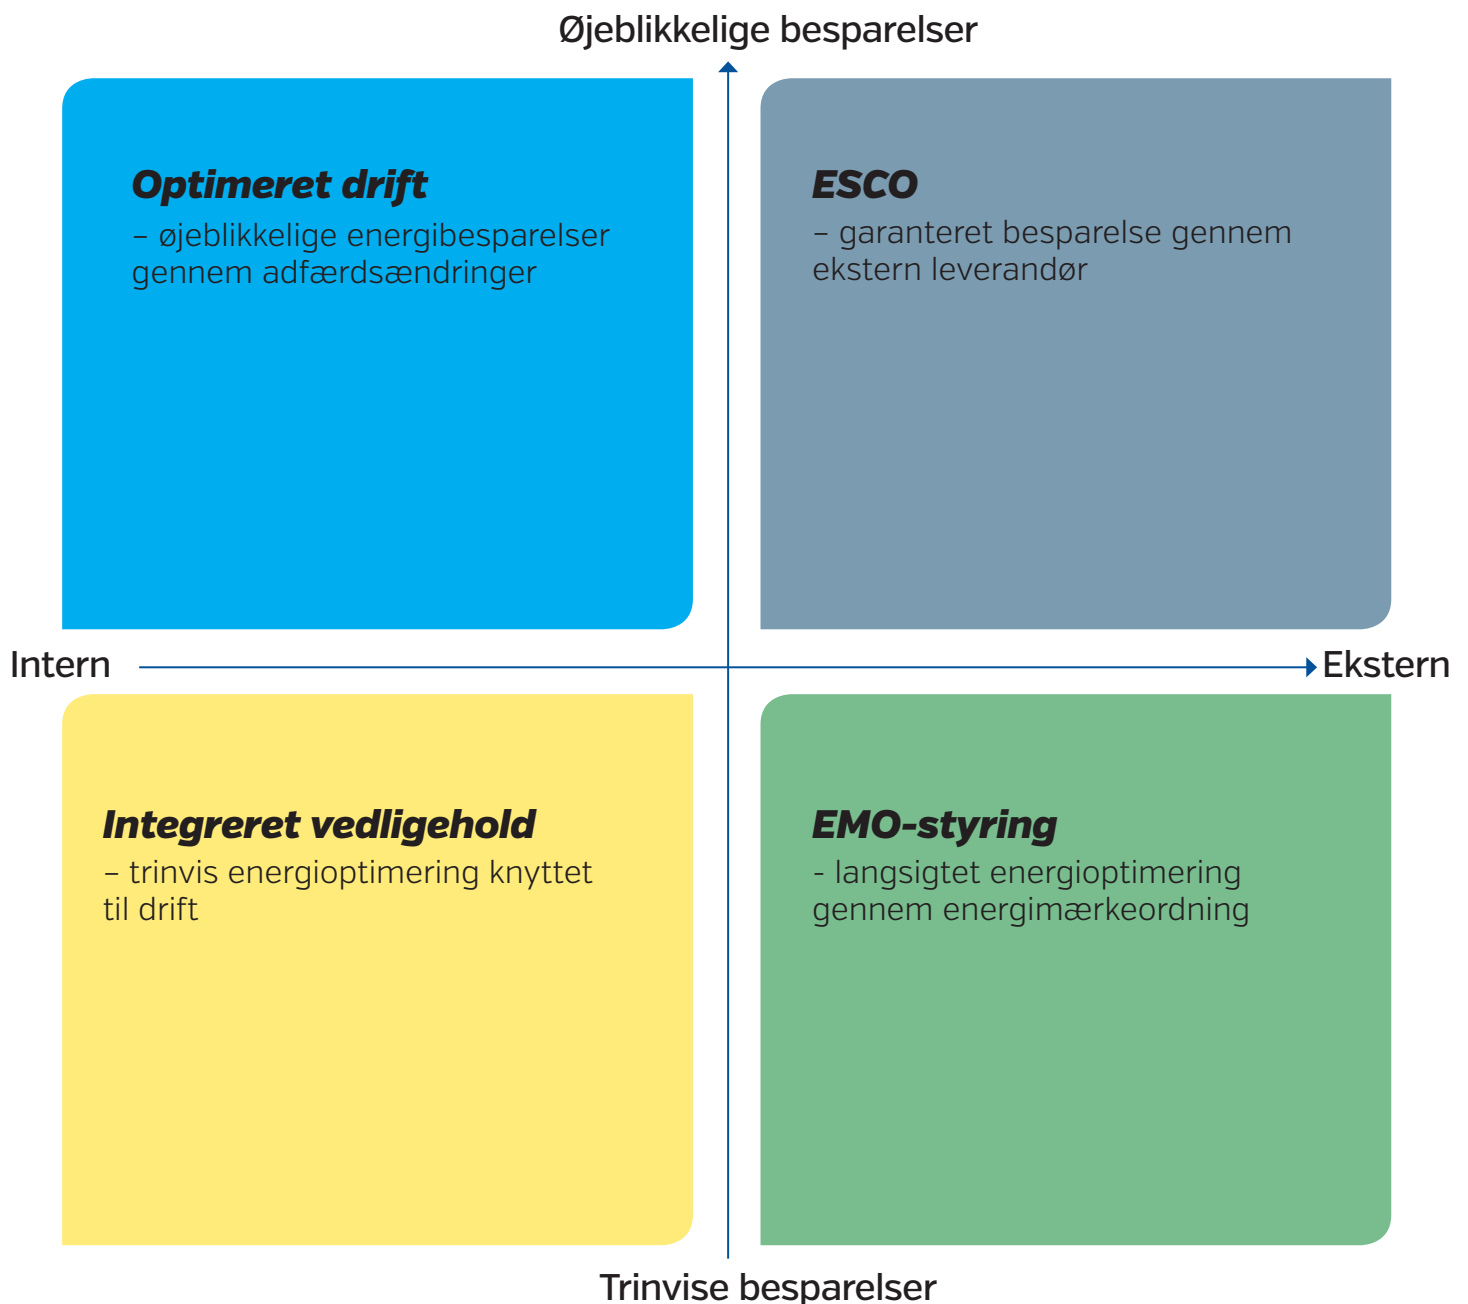 Øjeblikkelige besparelser
Optimeret drift
– øjeblikkelige energibesparelser
gennem adfærdsændringer
ESCO
– garanteret besparelse gennem
ekstern leverandør
Intern
Ekstern
Integreret vedligehold
– trinvis energioptimering knyttet
til drift
EMO-styring
- langsigtet energioptimering
gennem energimærkeordning
Trinvise besparelser